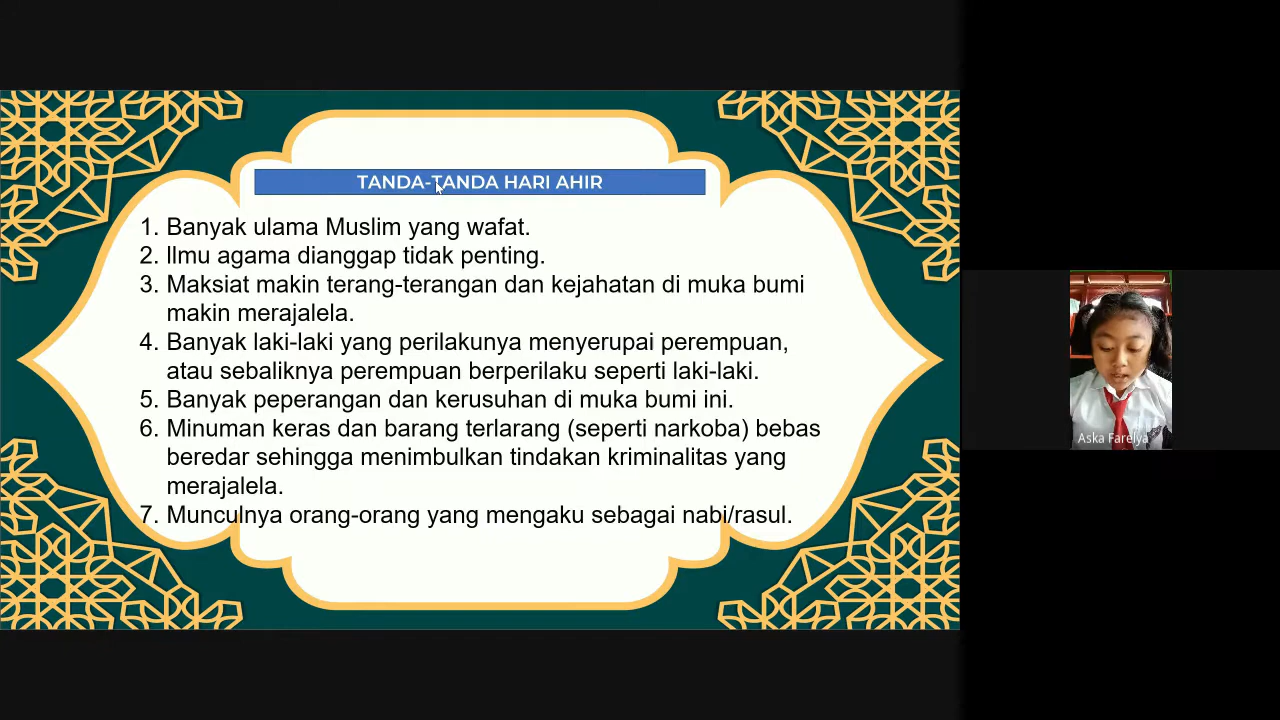 TANDA-TANDA HARI AHIR
1. Banyak ulama Muslim yang wafat.
2. Ilmu agama dianggap tidak penting.
3. Maksiat makin terang-terangan dan kejahatan di muka bumi
makin merajalela.
4. Banyak laki-laki yang perilakunya menyerupai perempuan,
atau sebaliknya perempuan berperilaku seperti laki-laki.
5. Banyak peperangan dan kerusuhan di muka bumi ini.
6. Minuman keras dan barang terlarang (seperti narkoba) bebas
beredar sehingga menimbulkan tindakan kriminalitas yang
merajalela.
7. Munculnya orang-orang yang mengaku sebagai nabi/rasul.
Aska Farelya